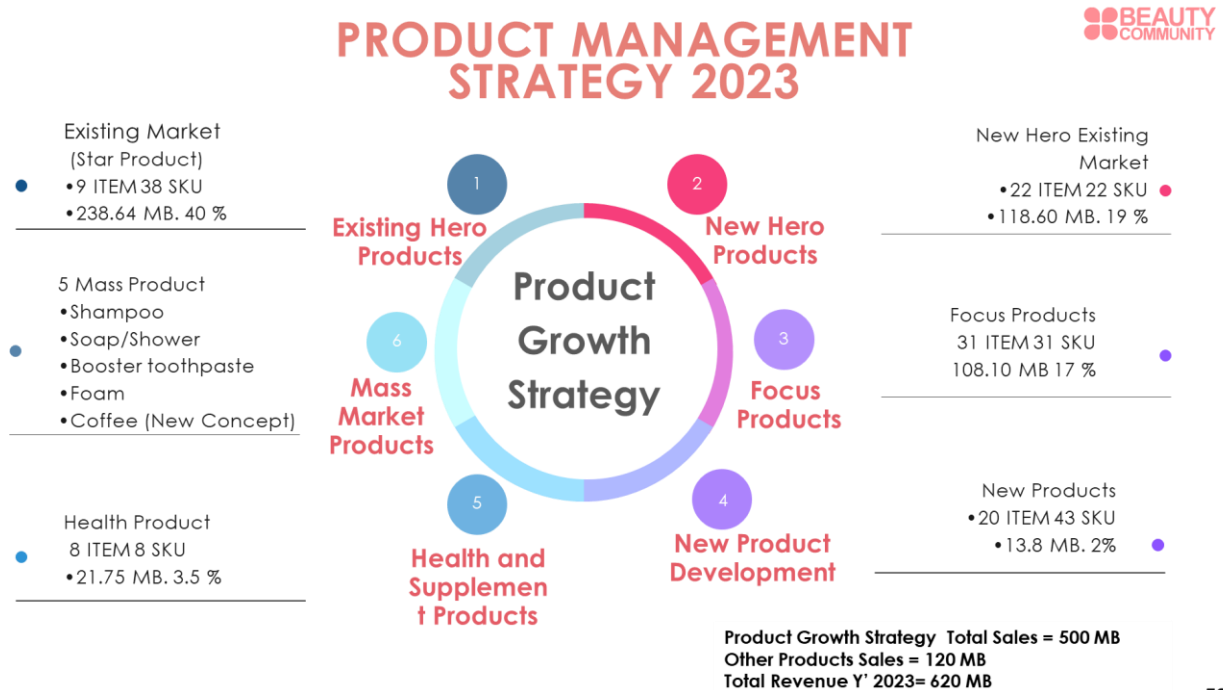 BEAUTY
COMMUNITY
PRODUCT MANAGEMENT
STRATEGY 2023
Existing Market
(Star Product)
•9 ITEM 38 SKU
•238.64 MB. 40 %
5 Mass Product
•Shampoo
•Soap/Shower
•Booster toothpaste
•Foam
•Coffee (New Concept)
Health Product
8 ITEM 8 SKU
•21.75 MB. 3.5 %
1
Existing Hero
Products
2
New Hero
Products
3
Focus
Products
4
New Product
Development
5
Health and
Supplemen
t Products
6
Mass
Market
Products
Product
Growth
Strategy
New Hero Existing
Market
•22 ITEM 22 SKU
•118.60 MB. 19 %
Focus Products
31 ITEM 31 SKU
108.10 MB 17 %
New Products
•20 ITEM 43 SKU
•13.8 MB. 2%
Product Growth Strategy Total Sales = 500 MB
Other Products Sales = 120 MB
Total Revenue Y' 2023= 620 MB